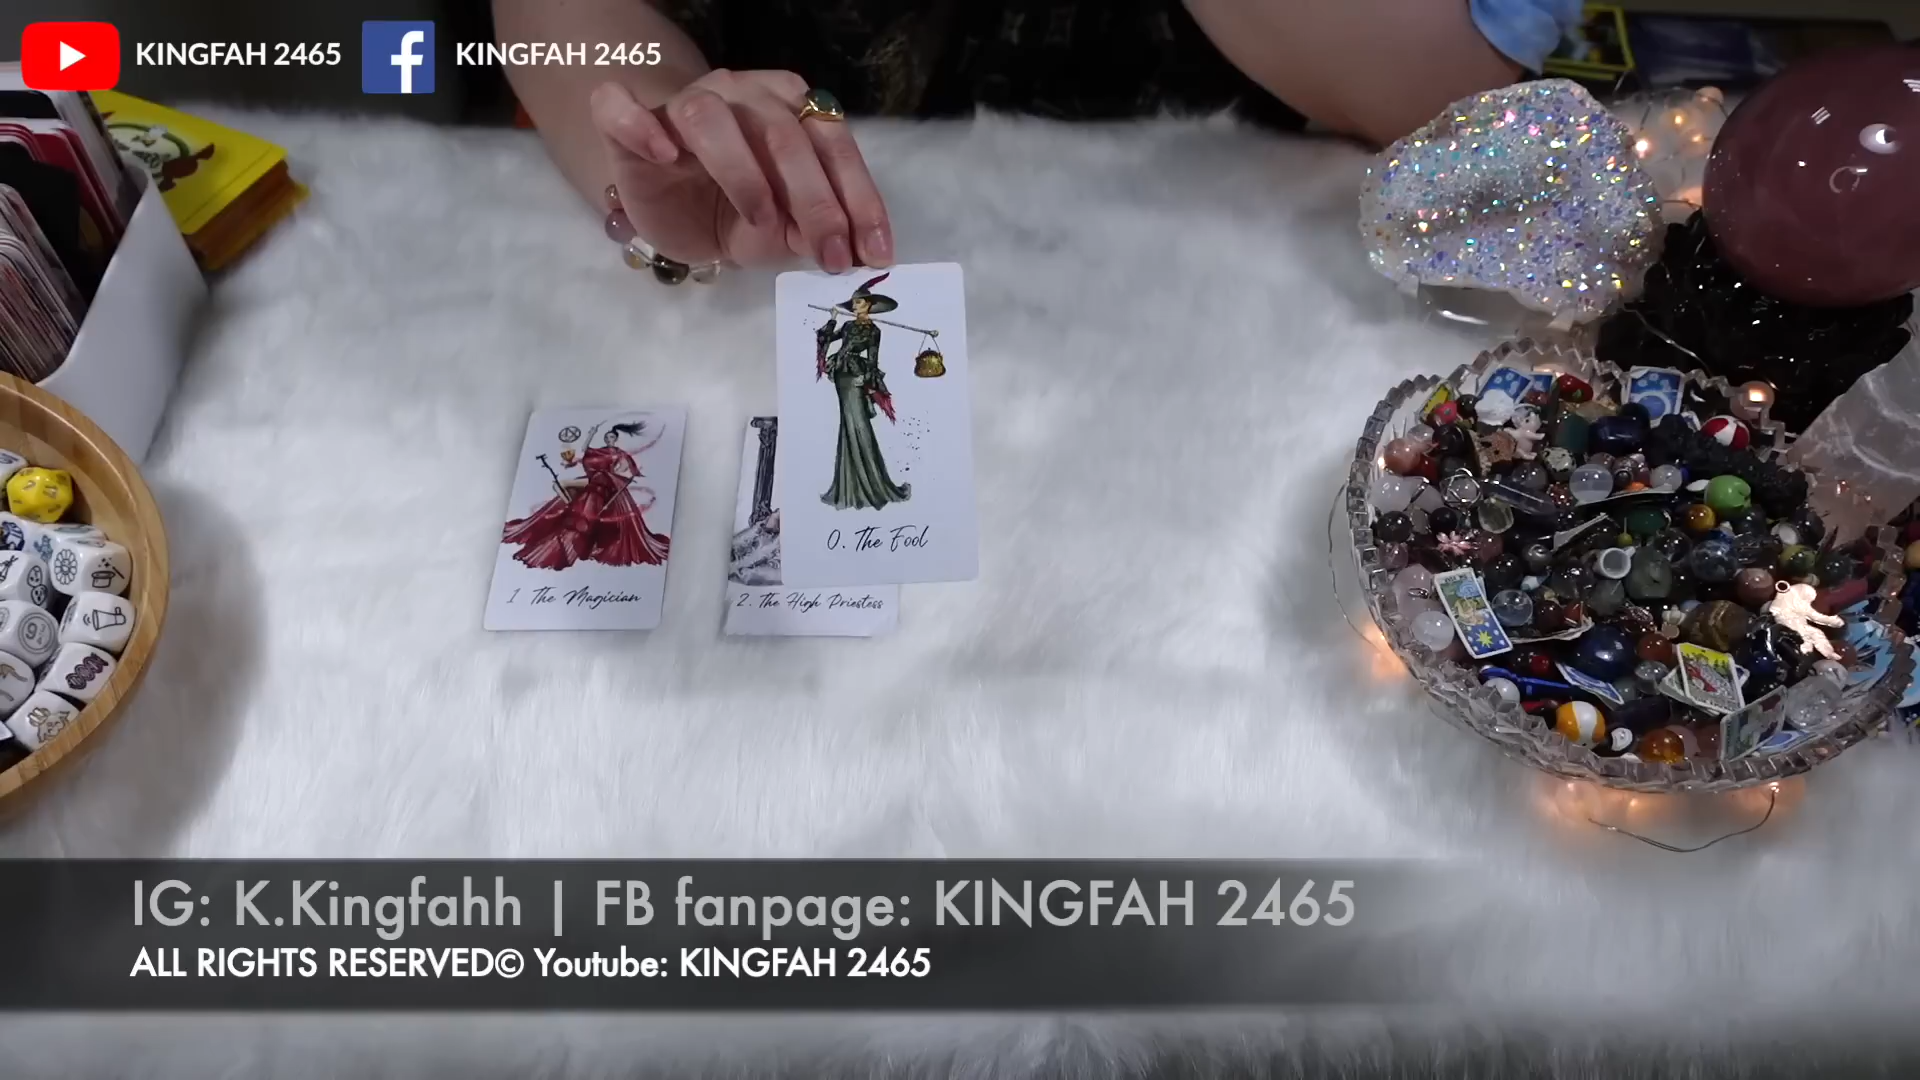 KINGFAH 2465 KINGFAH 2465
0. The Fool
1 The Magician
2. The High Priestess
IG: K.Kingfahh | FB fanpage: KINGFAH 2465
ALL RIGHTS RESERVED© Youtube: KINGFAH 2465